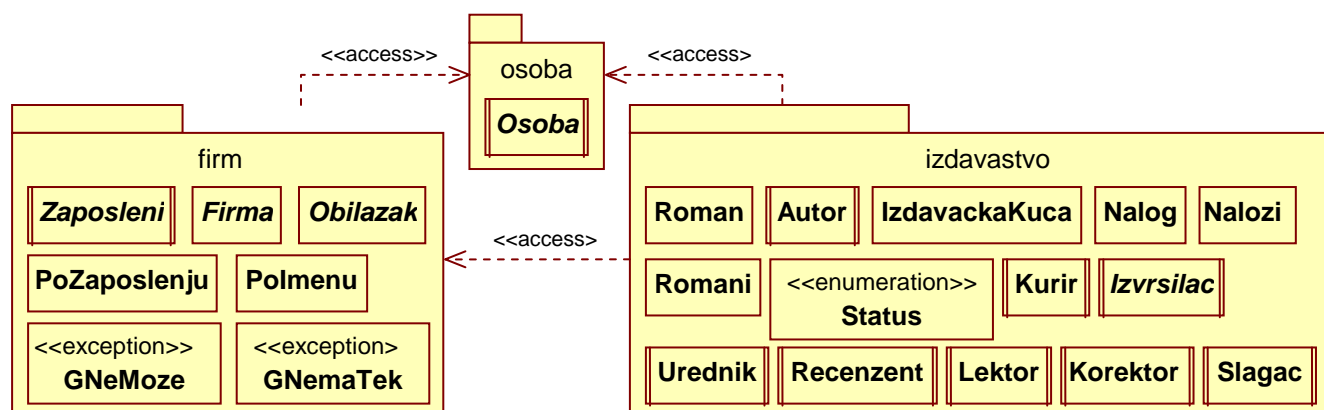 <<access>>
<<access>
osoba
Osoba
firm
izdavastvo
Zaposleni Firma Obilazak
Roman Autor IzdavackaKuca Nalog Nalozi
<<access>
PoZaposlenju PoImenu
Romani <<enumeration>> Kurir Izvrsilac
Status
<<exception>> <<exception>
GNeMoze GNemaTek
Urednik Recenzent Lektor Korektor Slagac